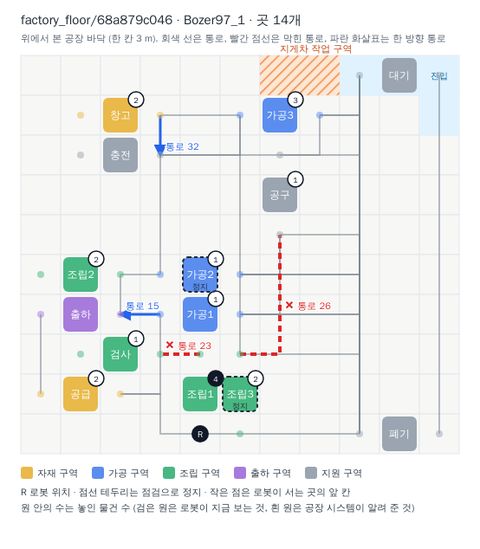 factory_floor/68a879c046 · Bozer97_1 · 곳 14개
위에서 본 공장 바닥 (한 칸 3 m). 회색 선은 통로, 빨간 점선은 막힌 통로, 파란 화살표는 한 방향 통로
지게차 작업 구역
대기
진입
창고
2
가공3
3
통로 32
충전
공구
1
조립2
2
가공2
정지
1
통로 15
✕ 통로 26
출하
가공1
1
✕ 통로 23
검사
1
공급
2
조립1
4
조립3
정지
2
R
폐기
자재 구역
가공 구역
조립 구역
출하 구역
지원 구역
R 로봇 위치 · 점선 테두리는 점검으로 정지 · 작은 점은 로봇이 서는 곳의 앞 칸
원 안의 수는 놓인 물건 수 (검은 원은 로봇이 지금 보는 것, 흰 원은 공장 시스템이 알려 준 것)